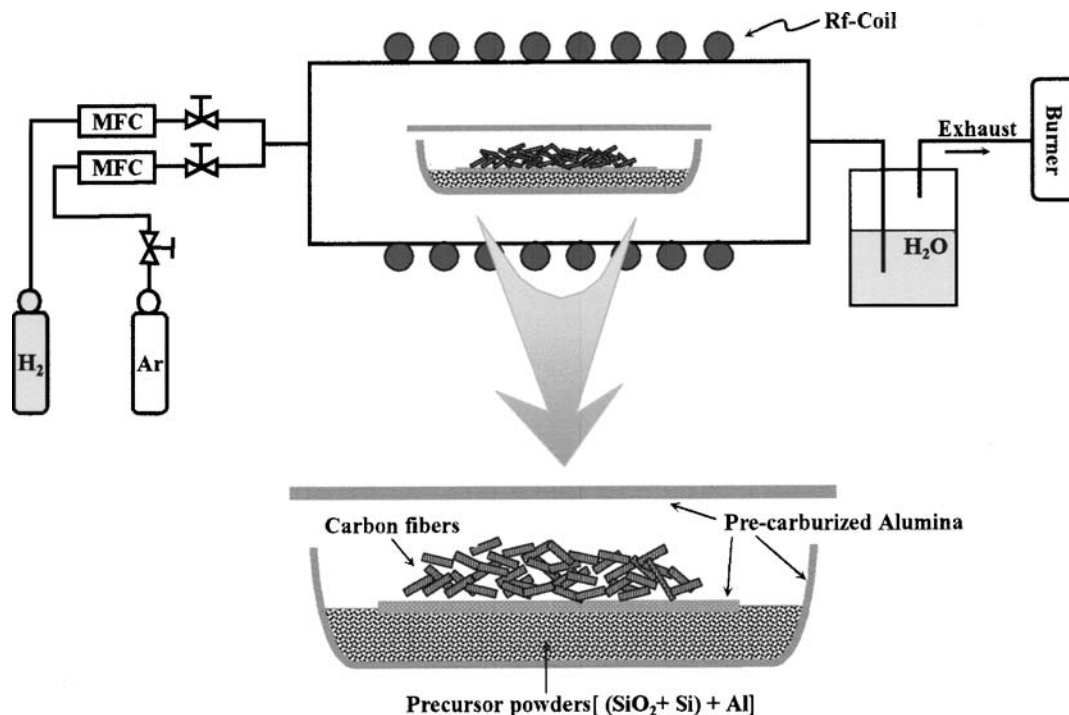 Rf-Coil
MFC
MFC
H₂
Ar
Exhaust
Burner
H₂O
Carbon fibers
Pre-carburized Alumina
Precursor powders[ (SiO₂+ Si) + Al]